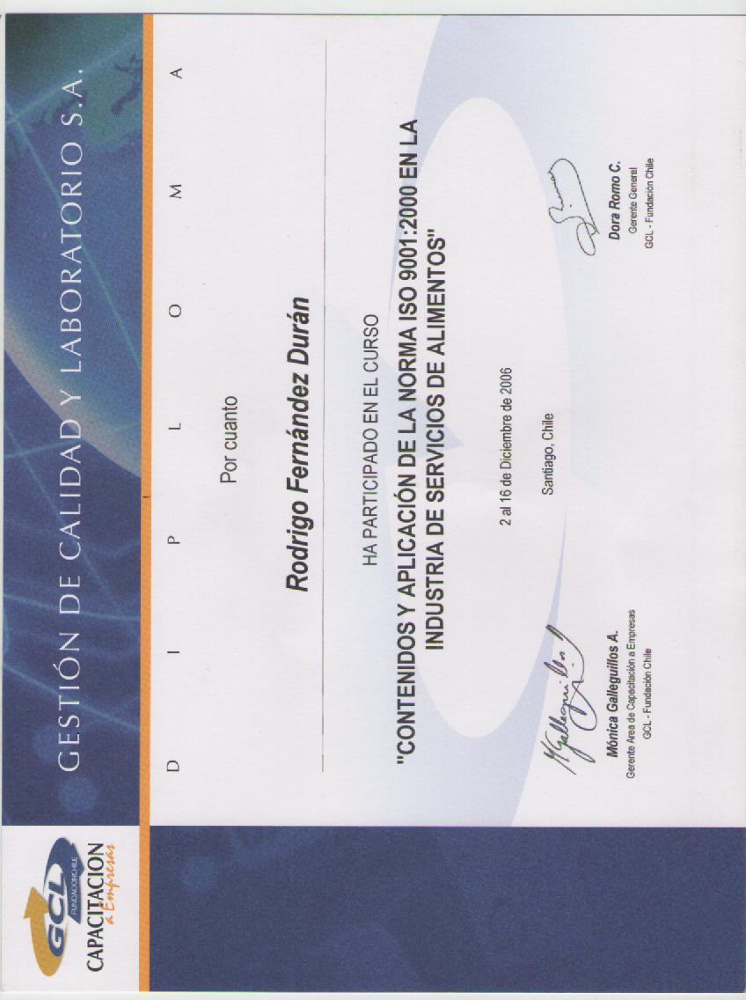 GCL
FUNDACIONCHILE
CAPACITACION
a Empresas
GESTIÓN DE CALIDAD Y LABORATORIO S.A.
D I P L O M A
Por cuanto
Rodrigo Fernández Durán
HA PARTICIPADO EN EL CURSO
"CONTENIDOS Y APLICACIÓN DE LA NORMA ISO 9001:2000 EN LA
INDUSTRIA DE SERVICIOS DE ALIMENTOS"
2 al 16 de Diciembre de 2006
Santiago, Chile
MGalleguillos
Mónica Galleguillos A.
Gerente Area de Capacitación a Empresas
GCL - Fundación Chile
Dora Romo C.
Gerente General
GCL - Fundación Chile